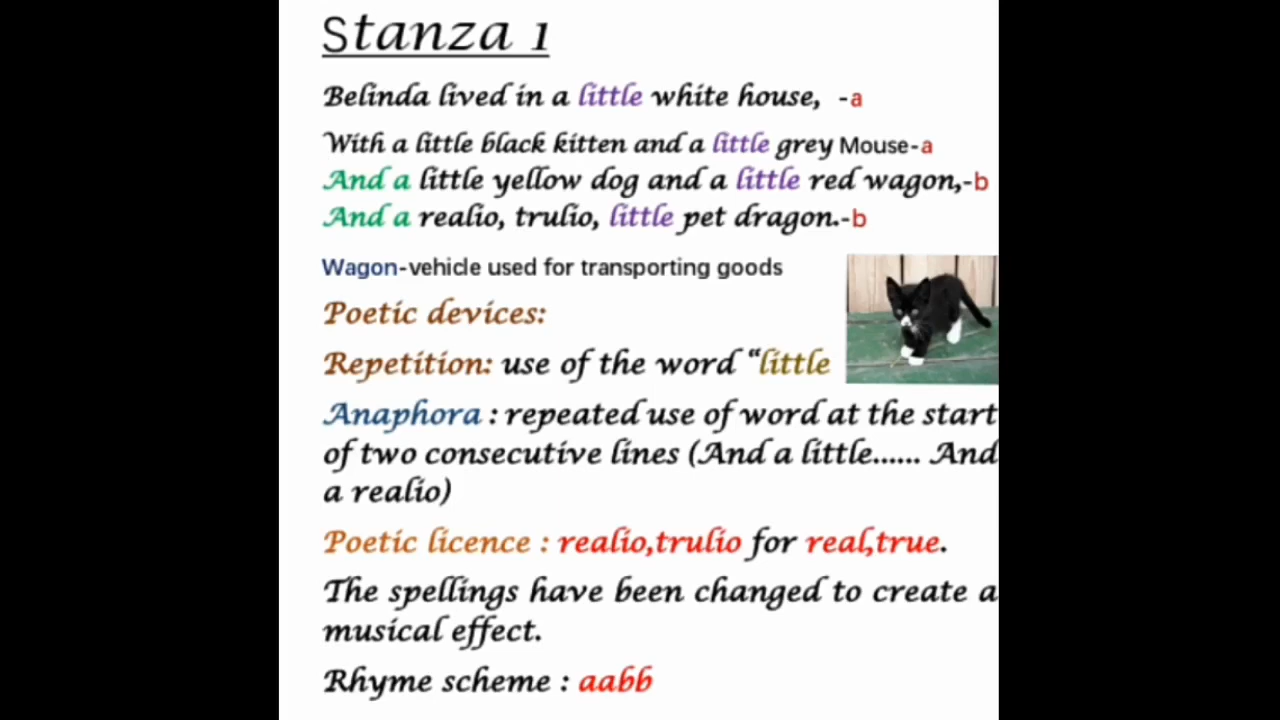 Stanza 1
Belinda lived in a little white house, -a
With a little black kitten and a little grey Mouse-a
And a little yellow dog and a little red wagon,-b
And a realio, trulio, little pet dragon.-b
Wagon-vehicle used for transporting goods
Poetic devices:
Repetition: use of the word “little
Anaphora : repeated use of word at the start
of two consecutive lines (And a little...... And
a realio)
Poetic licence : realio,trulio for real,true.
The spellings have been changed to create a
musical effect.
Rhyme scheme : aabb